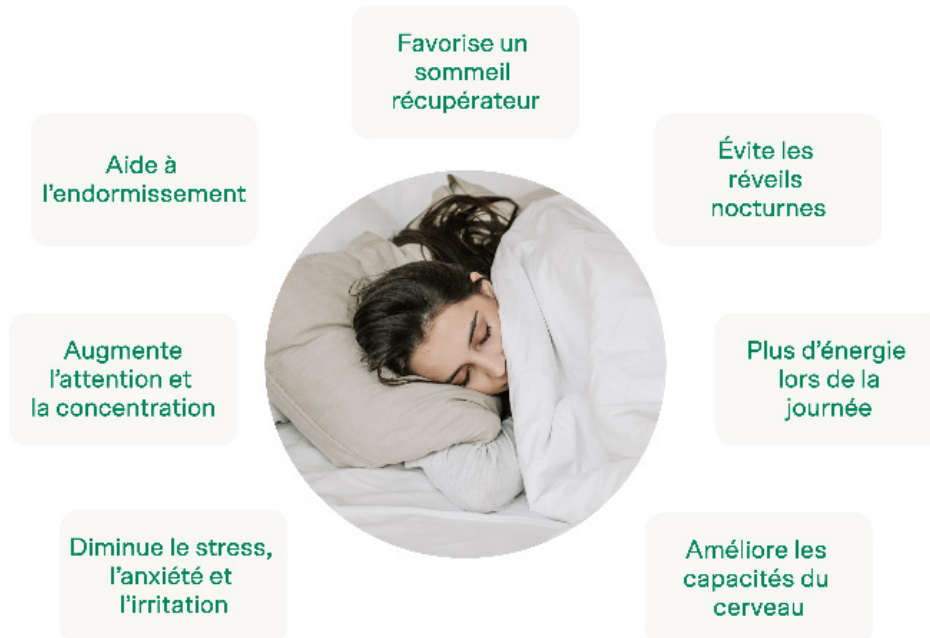 Favorise un
sommeil
récupérateur
Aide à
l'endormissement
Évite les
réveils
nocturnes
Augmente
l'attention et
la concentration
Plus d'énergie
lors de la
journée
Diminue le stress,
l'anxiété et
l'irritation
Améliore les
capacités du
cerveau